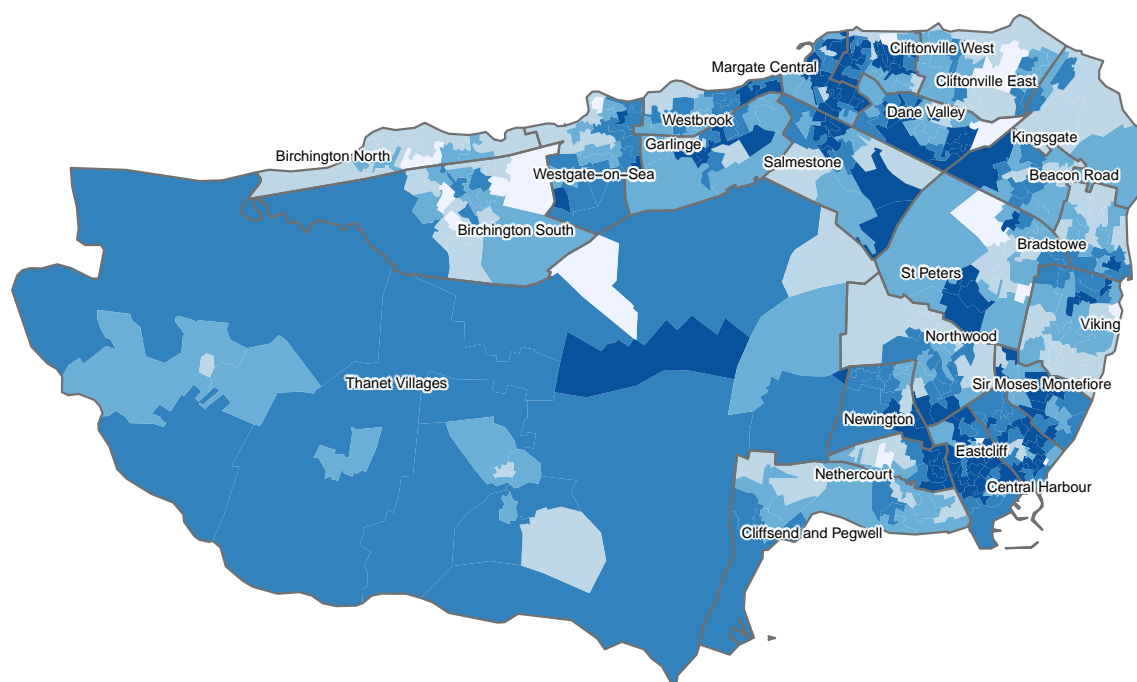 Cliftonville West
Margate Central
Cliftonville East
Dane Valley
Westbrook
Kingsgate
Garlinge
Birchington North
Salmestone
Westgate−on−Sea
Beacon Road
Birchington South
Bradstowe
St Peters
Viking
Northwood
Thanet Villages
Sir Moses Montefiore
Newington
Eastcliff
Nethercourt
Central Harbour
Cliffsend and Pegwell